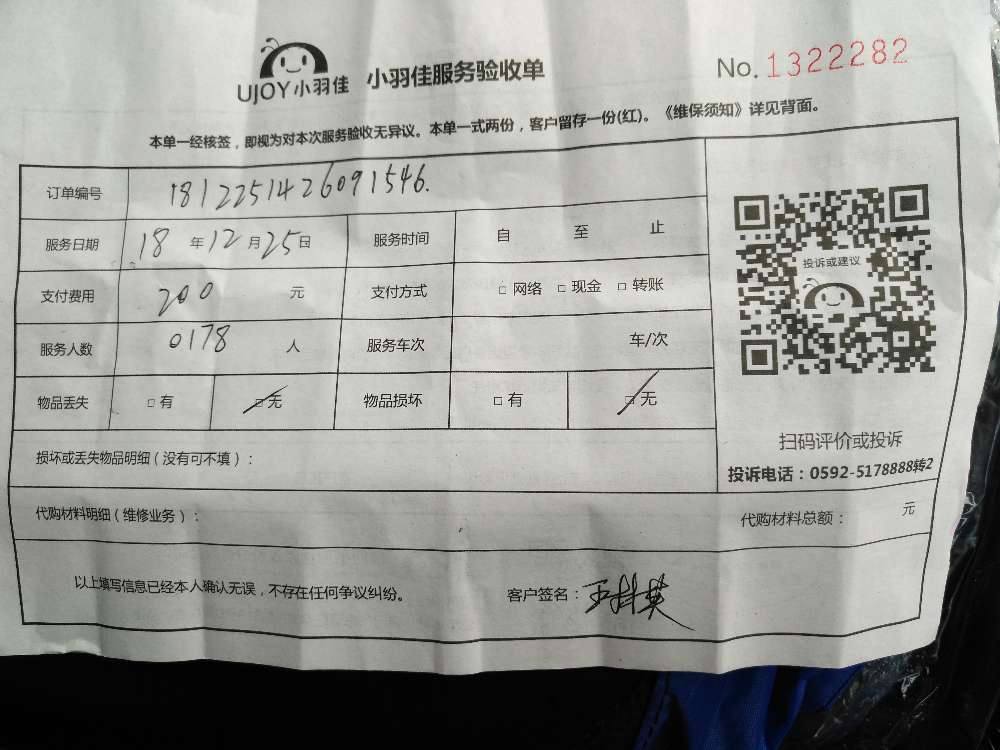 UJOY小羽佳 小羽佳服务验收单 No.1322282
本单一经核签，即视为对本次服务验收无异议。本单一式两份，客户留存一份(红)。《维保须知》详见背面。
订单编号 181225142609 1546.
服务日期 18年12月25日 服务时间 自 至 止
投诉或建议
支付费用 200 元 支付方式 □网络 □现金 □转账
服务人数 0178 人 服务车次 车/次
物品丢失 □有 □无 物品损坏 □有 □无
扫码评价或投诉
损坏或丢失物品明细（没有可不填）：
投诉电话：0592-5178888转2
代购材料明细（维修业务）： 代购材料总额： 元
以上填写信息已经本人确认无误，不存在任何争议纠纷。 客户签名：